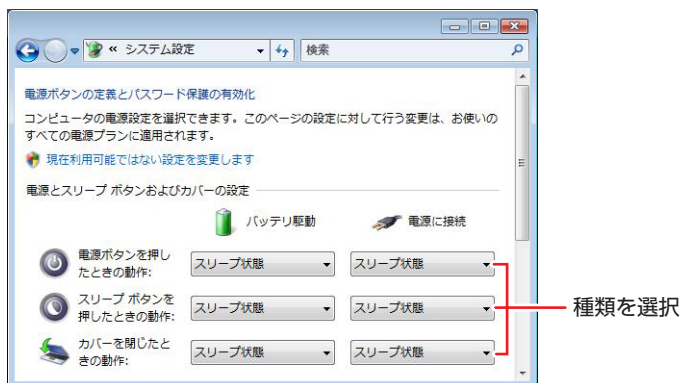 « システム設定
検索
電源ボタンの定義とパスワード保護の有効化
コンピュータの電源設定を選択できます。このページの設定に対して行う変更は、お使いの
すべての電源プランに適用されます。
現在利用可能ではない設定を変更します
電源とスリープ ボタンおよびカバーの設定
バッテリ駆動 電源に接続
電源ボタンを押し
たときの動作: スリープ状態 スリープ状態
スリープ ボタンを
押したときの動作: スリープ状態 スリープ状態
カバーを閉じたと
きの動作: スリープ状態 スリープ状態
種類を選択